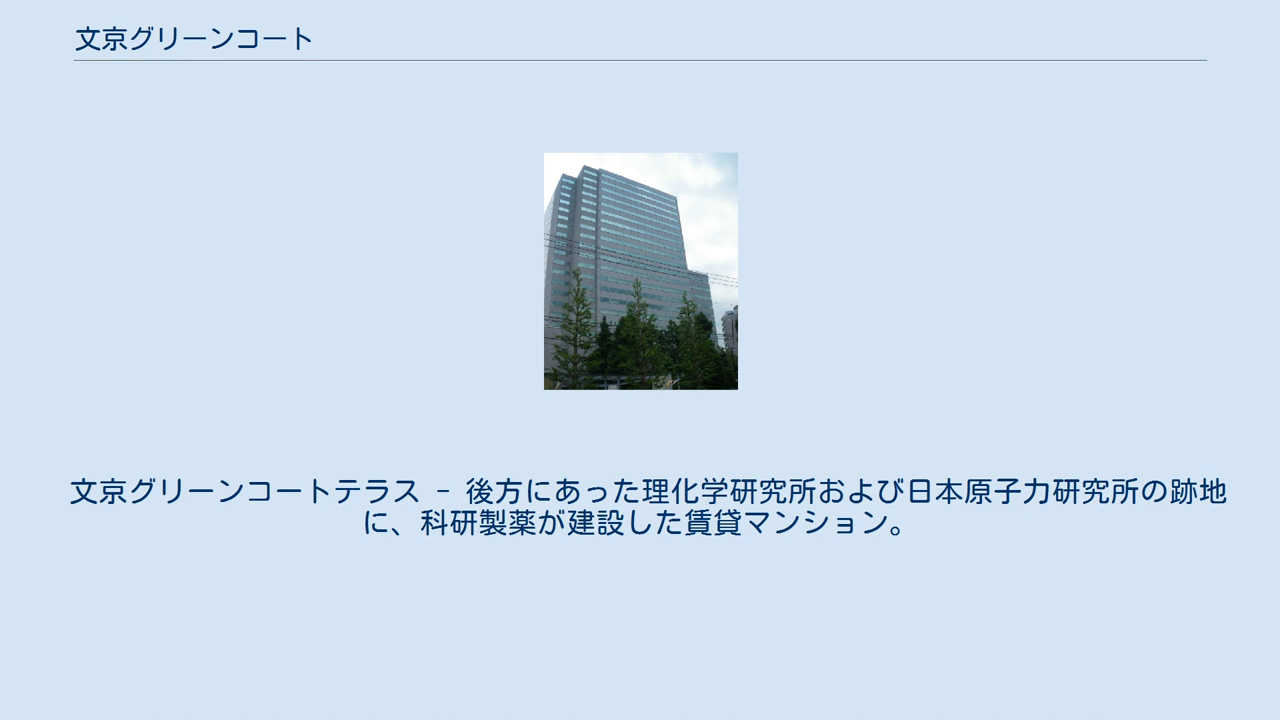 文京グリーンコート
文京グリーンコートテラス - 後方にあった理化学研究所および日本原子力研究所の跡地
に、科研製薬が建設した賃貸マンション。